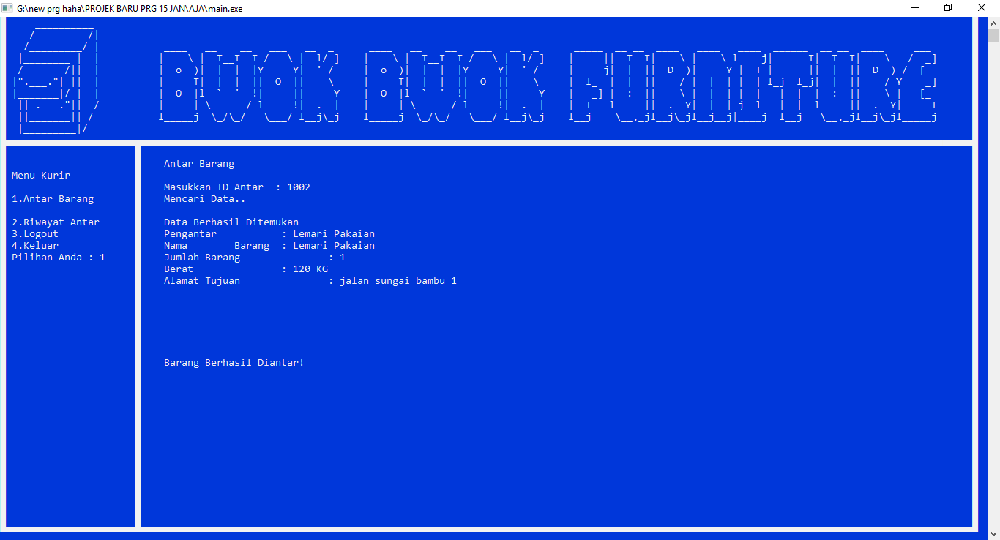 G:\new prg haha\PROJEK BARU PRG 15 JAN\AJA\main.exe
BWOK BWOK FURNITURE
Menu Kurir
1.Antar Barang
2.Riwayat Antar
3.Logout
4.Keluar
Pilihan Anda : 1
Antar Barang
Masukkan ID Antar : 1002
Mencari Data..
Data Berhasil Ditemukan
Pengantar : Lemari Pakaian
Nama Barang : Lemari Pakaian
Jumlah Barang : 1
Berat : 120 KG
Alamat Tujuan : jalan sungai bambu 1
Barang Berhasil Diantar!